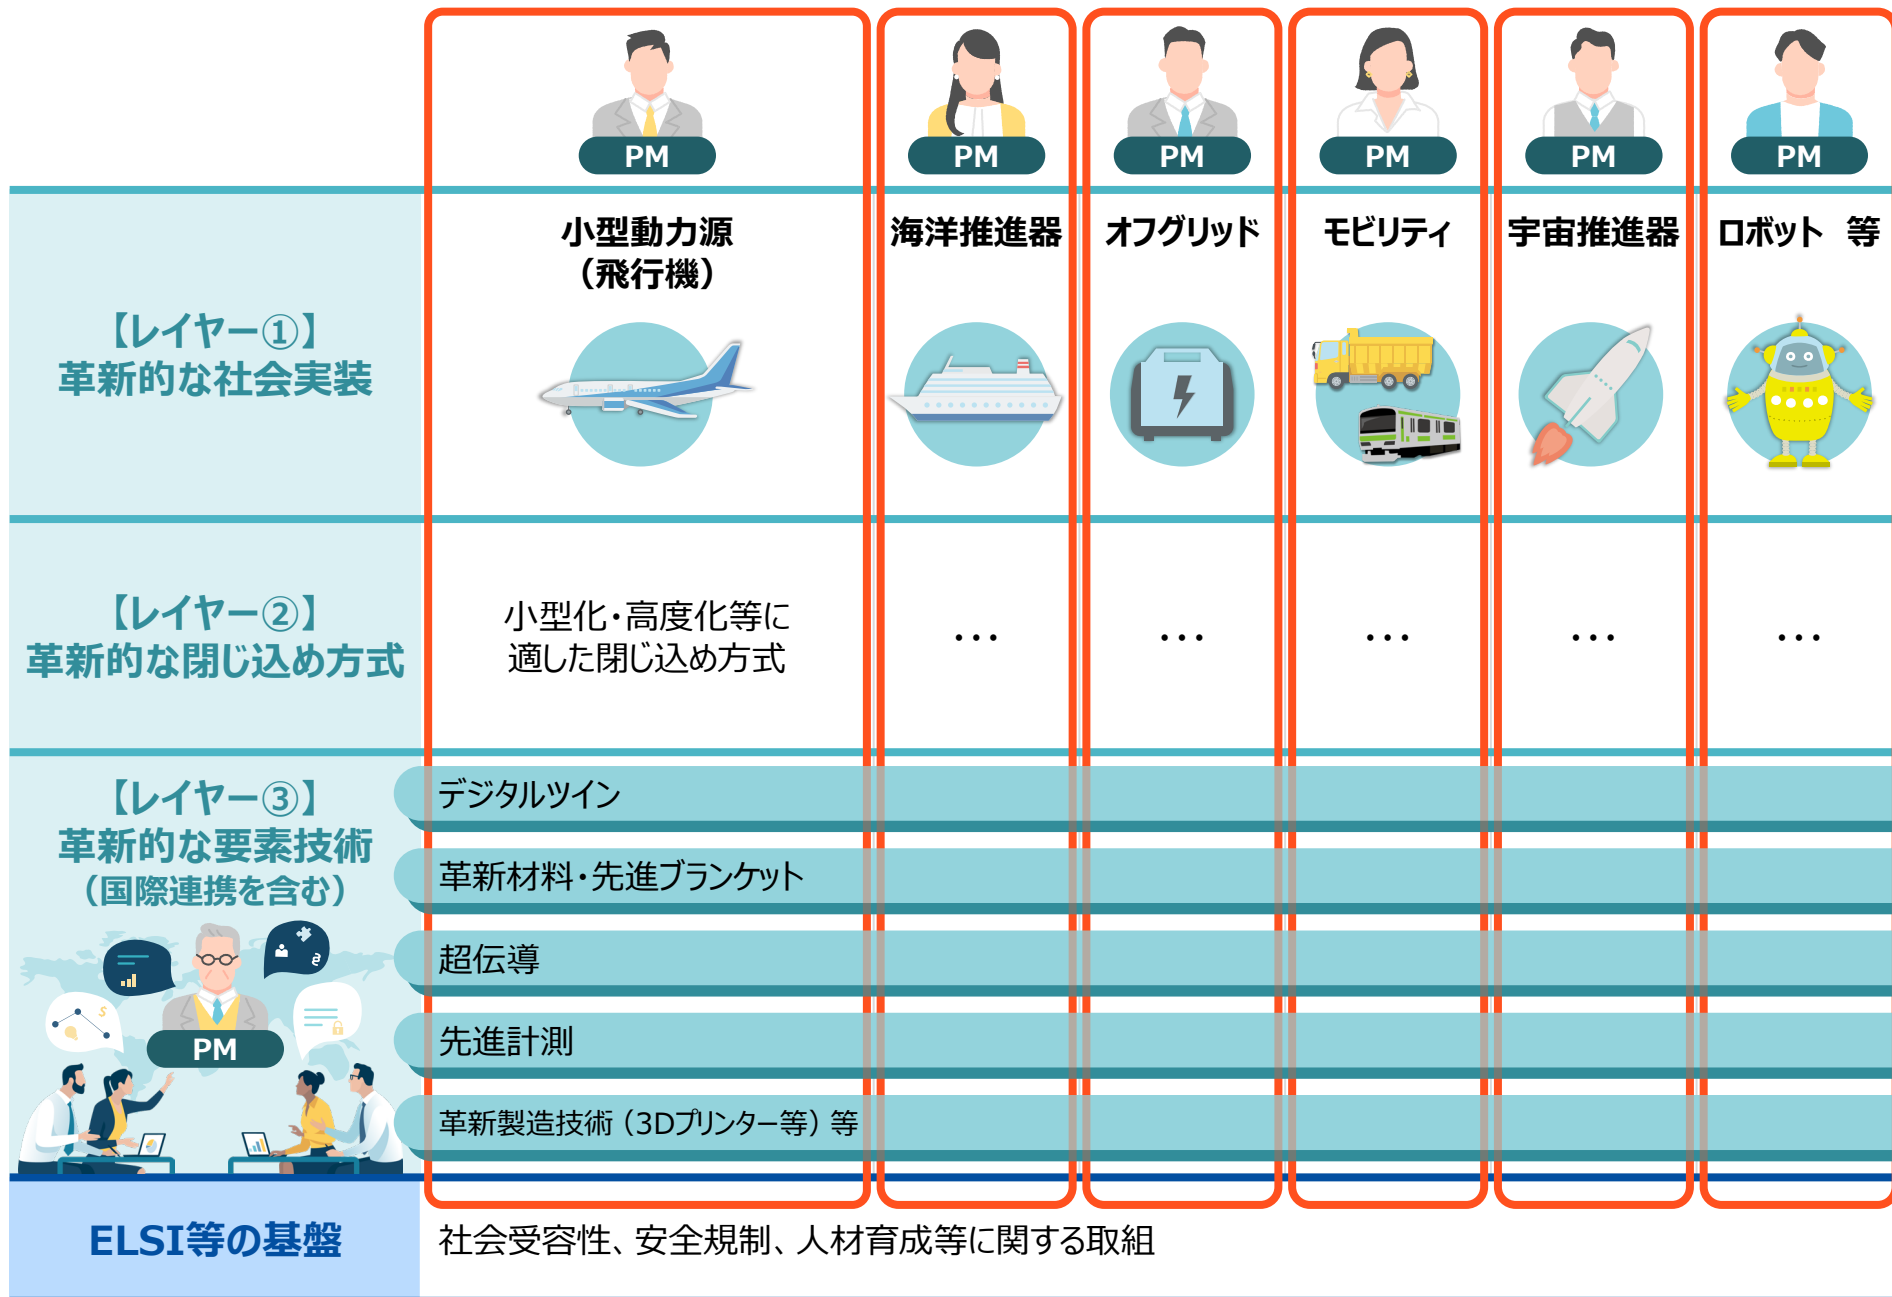 PM
PM
PM
PM
PM
PM
小型動力源
（飛行機）
海洋推進器
オフグリッド
モビリティ
宇宙推進器
ロボット 等
【レイヤー①】
革新的な社会実装
【レイヤー②】
革新的な閉じ込め方式
小型化・高度化等に
適した閉じ込め方式
…
…
…
…
…
【レイヤー③】
革新的な要素技術
（国際連携を含む）
PM
デジタルツイン
革新材料・先進ブランケット
超伝導
先進計測
革新製造技術（3Dプリンター等）等
ELSI等の基盤
社会受容性、安全規制、人材育成等に関する取組